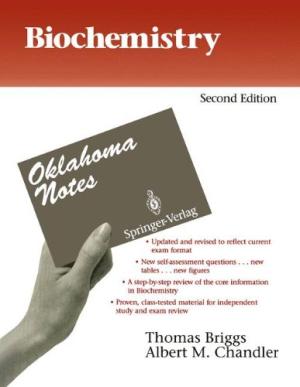 Biochemistry
Second Edition
Oklahoma
Notes
Springer-Verlag
• Updated and revised to reflect current
exam format
• New self-assessment questions . . . new
tables . . . new figures
• A step-by-step review of the core information
in Biochemistry
• Proven, class-tested material for independent
study and exam review
Thomas Briggs
Albert M. Chandler